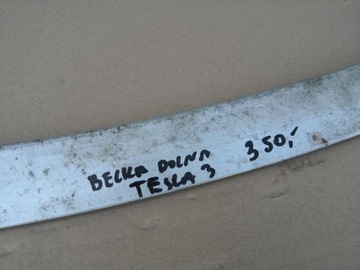 BELKA DOLNA 350,-
TESLA 3